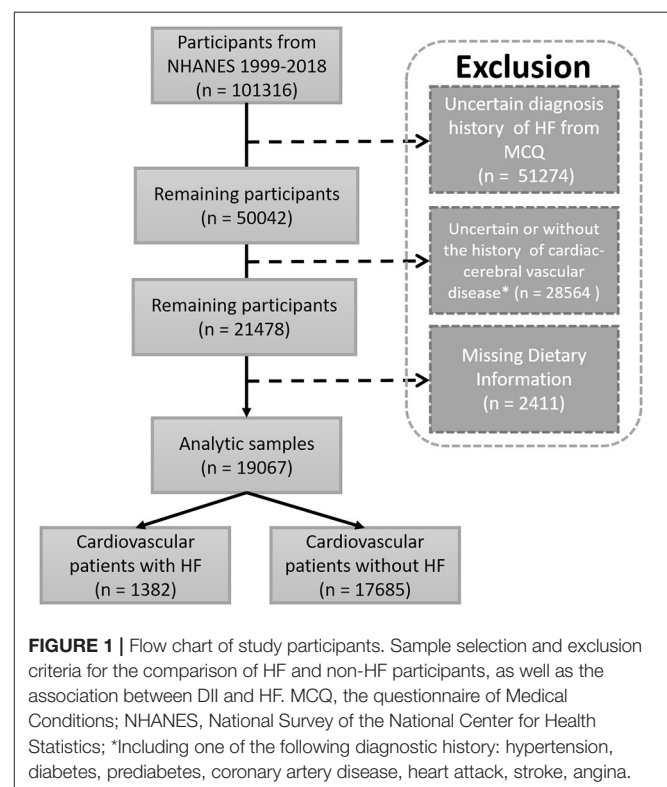 Participants from
NHANES 1999-2018
(n = 101316)
Exclusion
Uncertain diagnosis
history of HF from
MCQ
(n = 51274)
Remaining participants
(n = 50042)
Uncertain or without
the history of cardiac-
cerebral vascular
disease* (n = 28564 )
Remaining participants
(n = 21478)
Missing Dietary
Information
(n = 2411)
Analytic samples
(n = 19067)
Cardiovascular
patients with HF
(n = 1382)
Cardiovascular
patients without HF
(n = 17685)
FIGURE 1 | Flow chart of study participants. Sample selection and exclusion
criteria for the comparison of HF and non-HF participants, as well as the
association between DII and HF. MCQ, the questionnaire of Medical
Conditions; NHANES, National Survey of the National Center for Health
Statistics; *Including one of the following diagnostic history: hypertension,
diabetes, prediabetes, coronary artery disease, heart attack, stroke, angina.